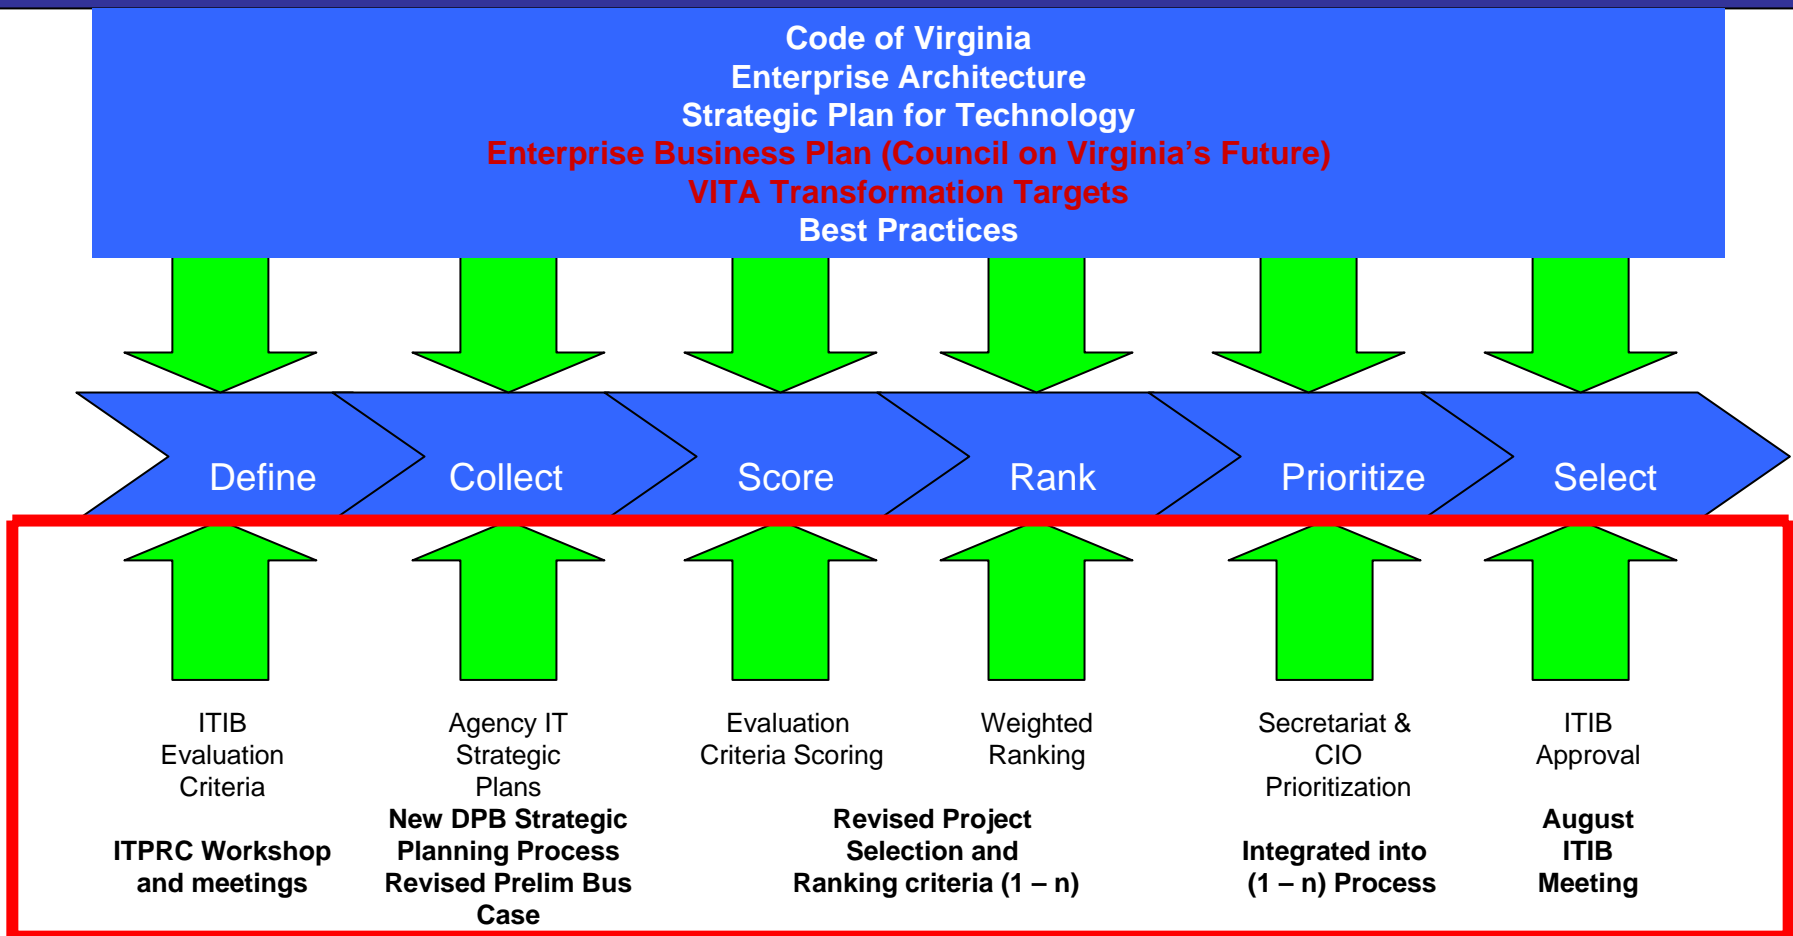 Code of Virginia
Enterprise Architecture
Strategic Plan for Technology
Enterprise Business Plan (Council on Virginia’s Future)
VITA Transformation Targets
Best Practices
Define
Collect
Score
Rank
Prioritize
Select
ITIB
Evaluation
Criteria
ITPRC Workshop
and meetings
Agency IT
Strategic
Plans
New DPB Strategic
Planning Process
Revised Prelim Bus
Case
Evaluation
Criteria Scoring
Weighted
Ranking
Revised Project
Selection and
Ranking criteria (1 – n)
Secretariat &
CIO
Prioritization
Integrated into
(1 – n) Process
ITIB
Approval
August
ITIB
Meeting